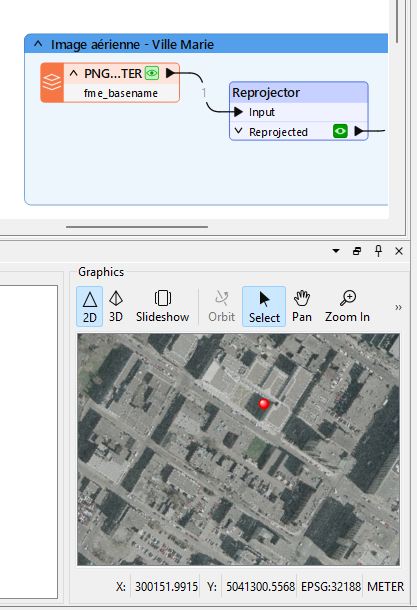 Image aérienne - Ville Marie
PNG...TER
fme_basename
1
Reprojector
Input
Reprojected
Graphics
2D
3D
Slideshow
Orbit
Select
Pan
Zoom In
»
X: 300151.9915 Y: 5041300.5568 EPSG:32188 METER